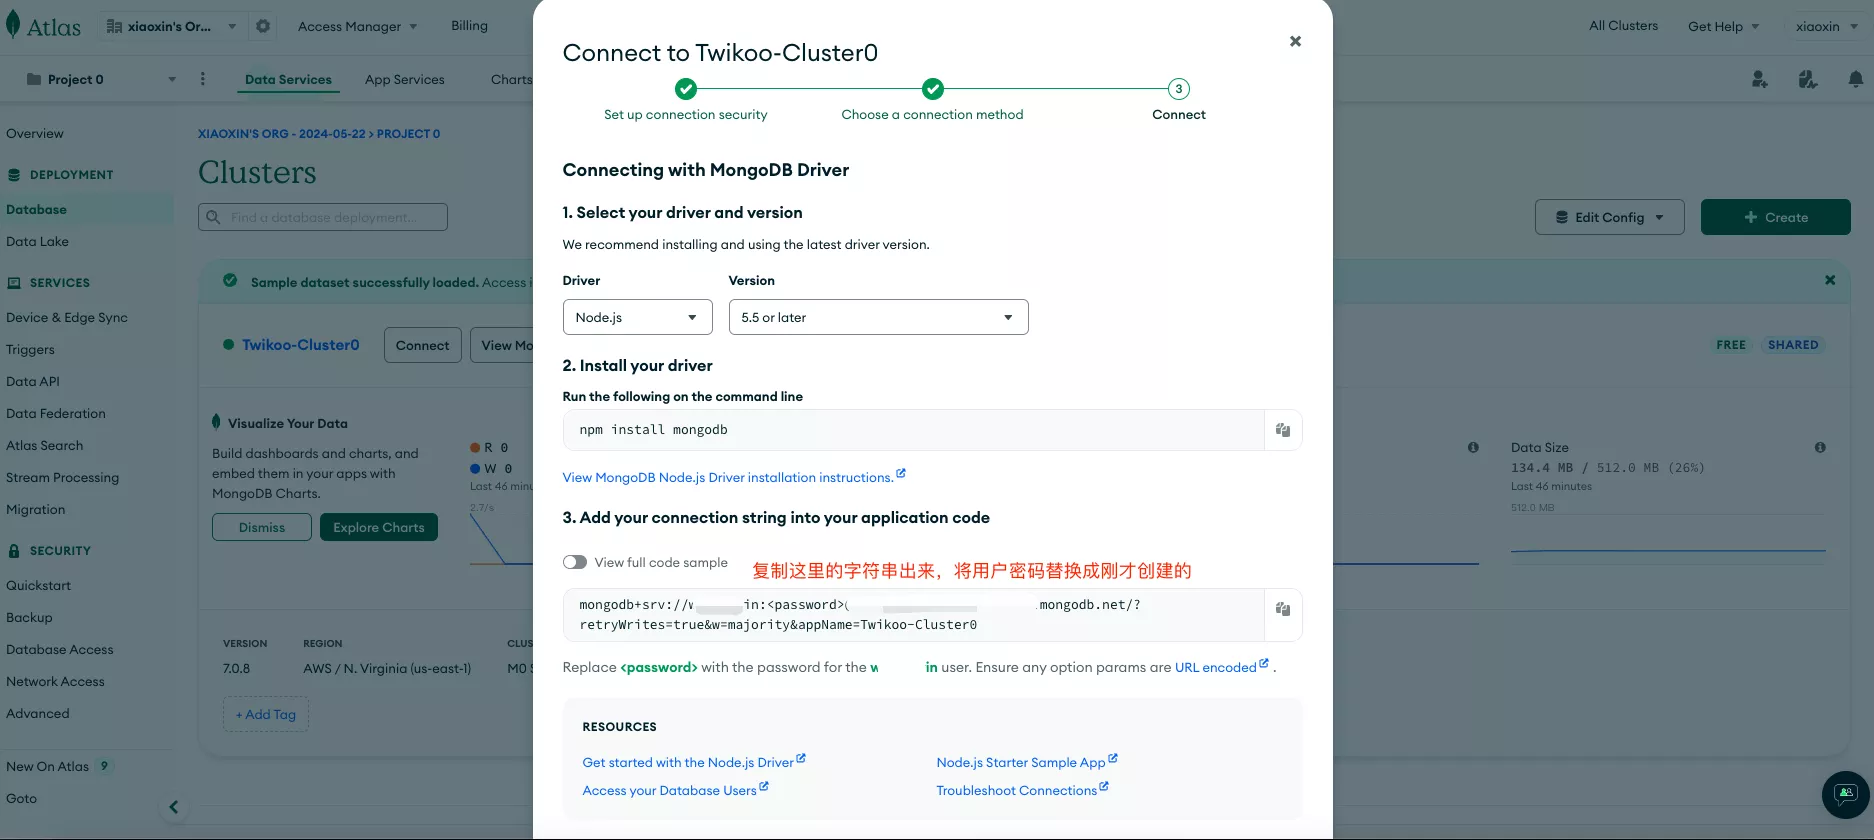 Atlas
xiaoxin's Or...
Access Manager
Billing
All Clusters
Get Help
xiaoxin
Project 0
Data Services
App Services
Charts
Overview
DEPLOYMENT
Database
Data Lake
SERVICES
Device & Edge Sync
Triggers
Data API
Data Federation
Atlas Search
Stream Processing
Migration
SECURITY
Quickstart
Backup
Database Access
Network Access
Advanced
New On Atlas 9
Goto
XIAOXIN'S ORG - 2024-05-22 > PROJECT 0
Clusters
Find a database deployment...
Edit Config
+ Create
Sample dataset successfully loaded. Access i
Twikoo-Cluster0
Connect
View Mo
FREE
SHARED
Visualize Your Data
Build dashboards and charts, and
embed them in your apps with
MongoDB Charts.
Dismiss
Explore Charts
R 0
W 0
Last 46 minu
2.7/s
Data Size
134.4 MB / 512.0 MB (26%)
Last 46 minutes
512.0 MB
VERSION
REGION
CLUS
7.0.8
AWS / N. Virginia (us-east-1)
M0 S
+ Add Tag
Connect to Twikoo-Cluster0
Set up connection security
Choose a connection method
3
Connect
Connecting with MongoDB Driver
1. Select your driver and version
We recommend installing and using the latest driver version.
Driver
Version
Node.js
5.5 or later
2. Install your driver
Run the following on the command line
npm install mongodb
View MongoDB Node.js Driver installation instructions.
3. Add your connection string into your application code
View full code sample
复制这里的字符串出来，将用户密码替换成刚才创建的
mongodb+srv://w in:<password> .mongodb.net/?
retryWrites=true&w=majority&appName=Twikoo-Cluster0
Replace <password> with the password for the w in user. Ensure any option params are URL encoded .
RESOURCES
Get started with the Node.js Driver
Node.js Starter Sample App
Access your Database Users
Troubleshoot Connections